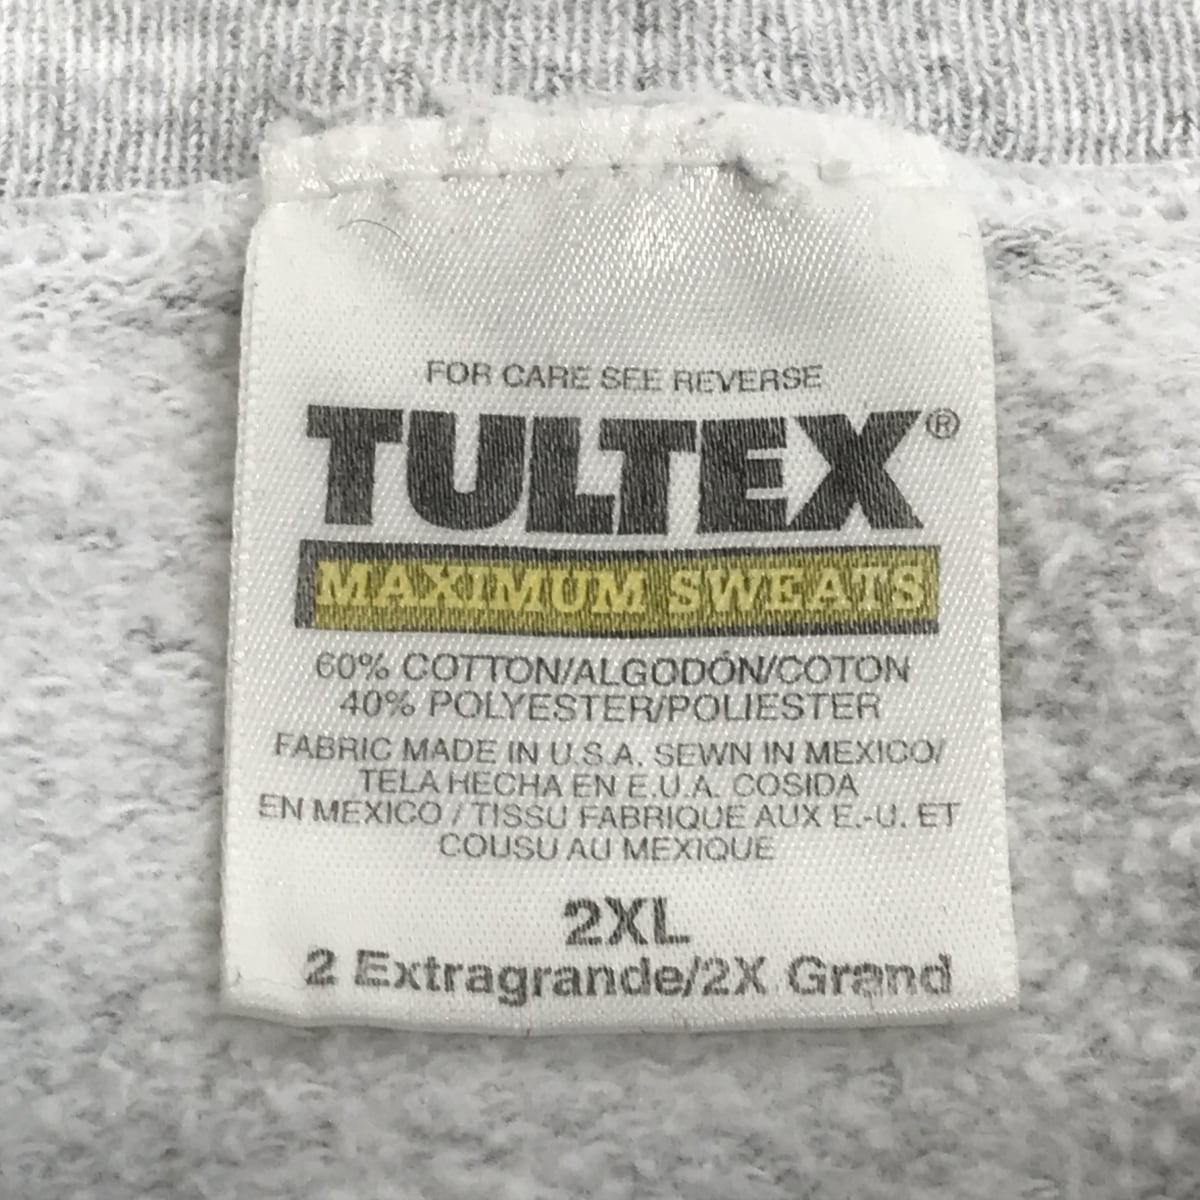 FOR CARE SEE REVERSE
TULTEX®
MAXIMUM SWEATS
60% COTTON/ALGODÓN/COTON
40% POLYESTER/POLIESTER
FABRIC MADE IN U.S.A. SEWN IN MEXICO/
TELA HECHA EN E.U.A. COSIDA
EN MEXICO / TISSU FABRIQUE AUX E.-U. ET
COUSU AU MEXIQUE
2XL
2 Extragrande/2X Grand